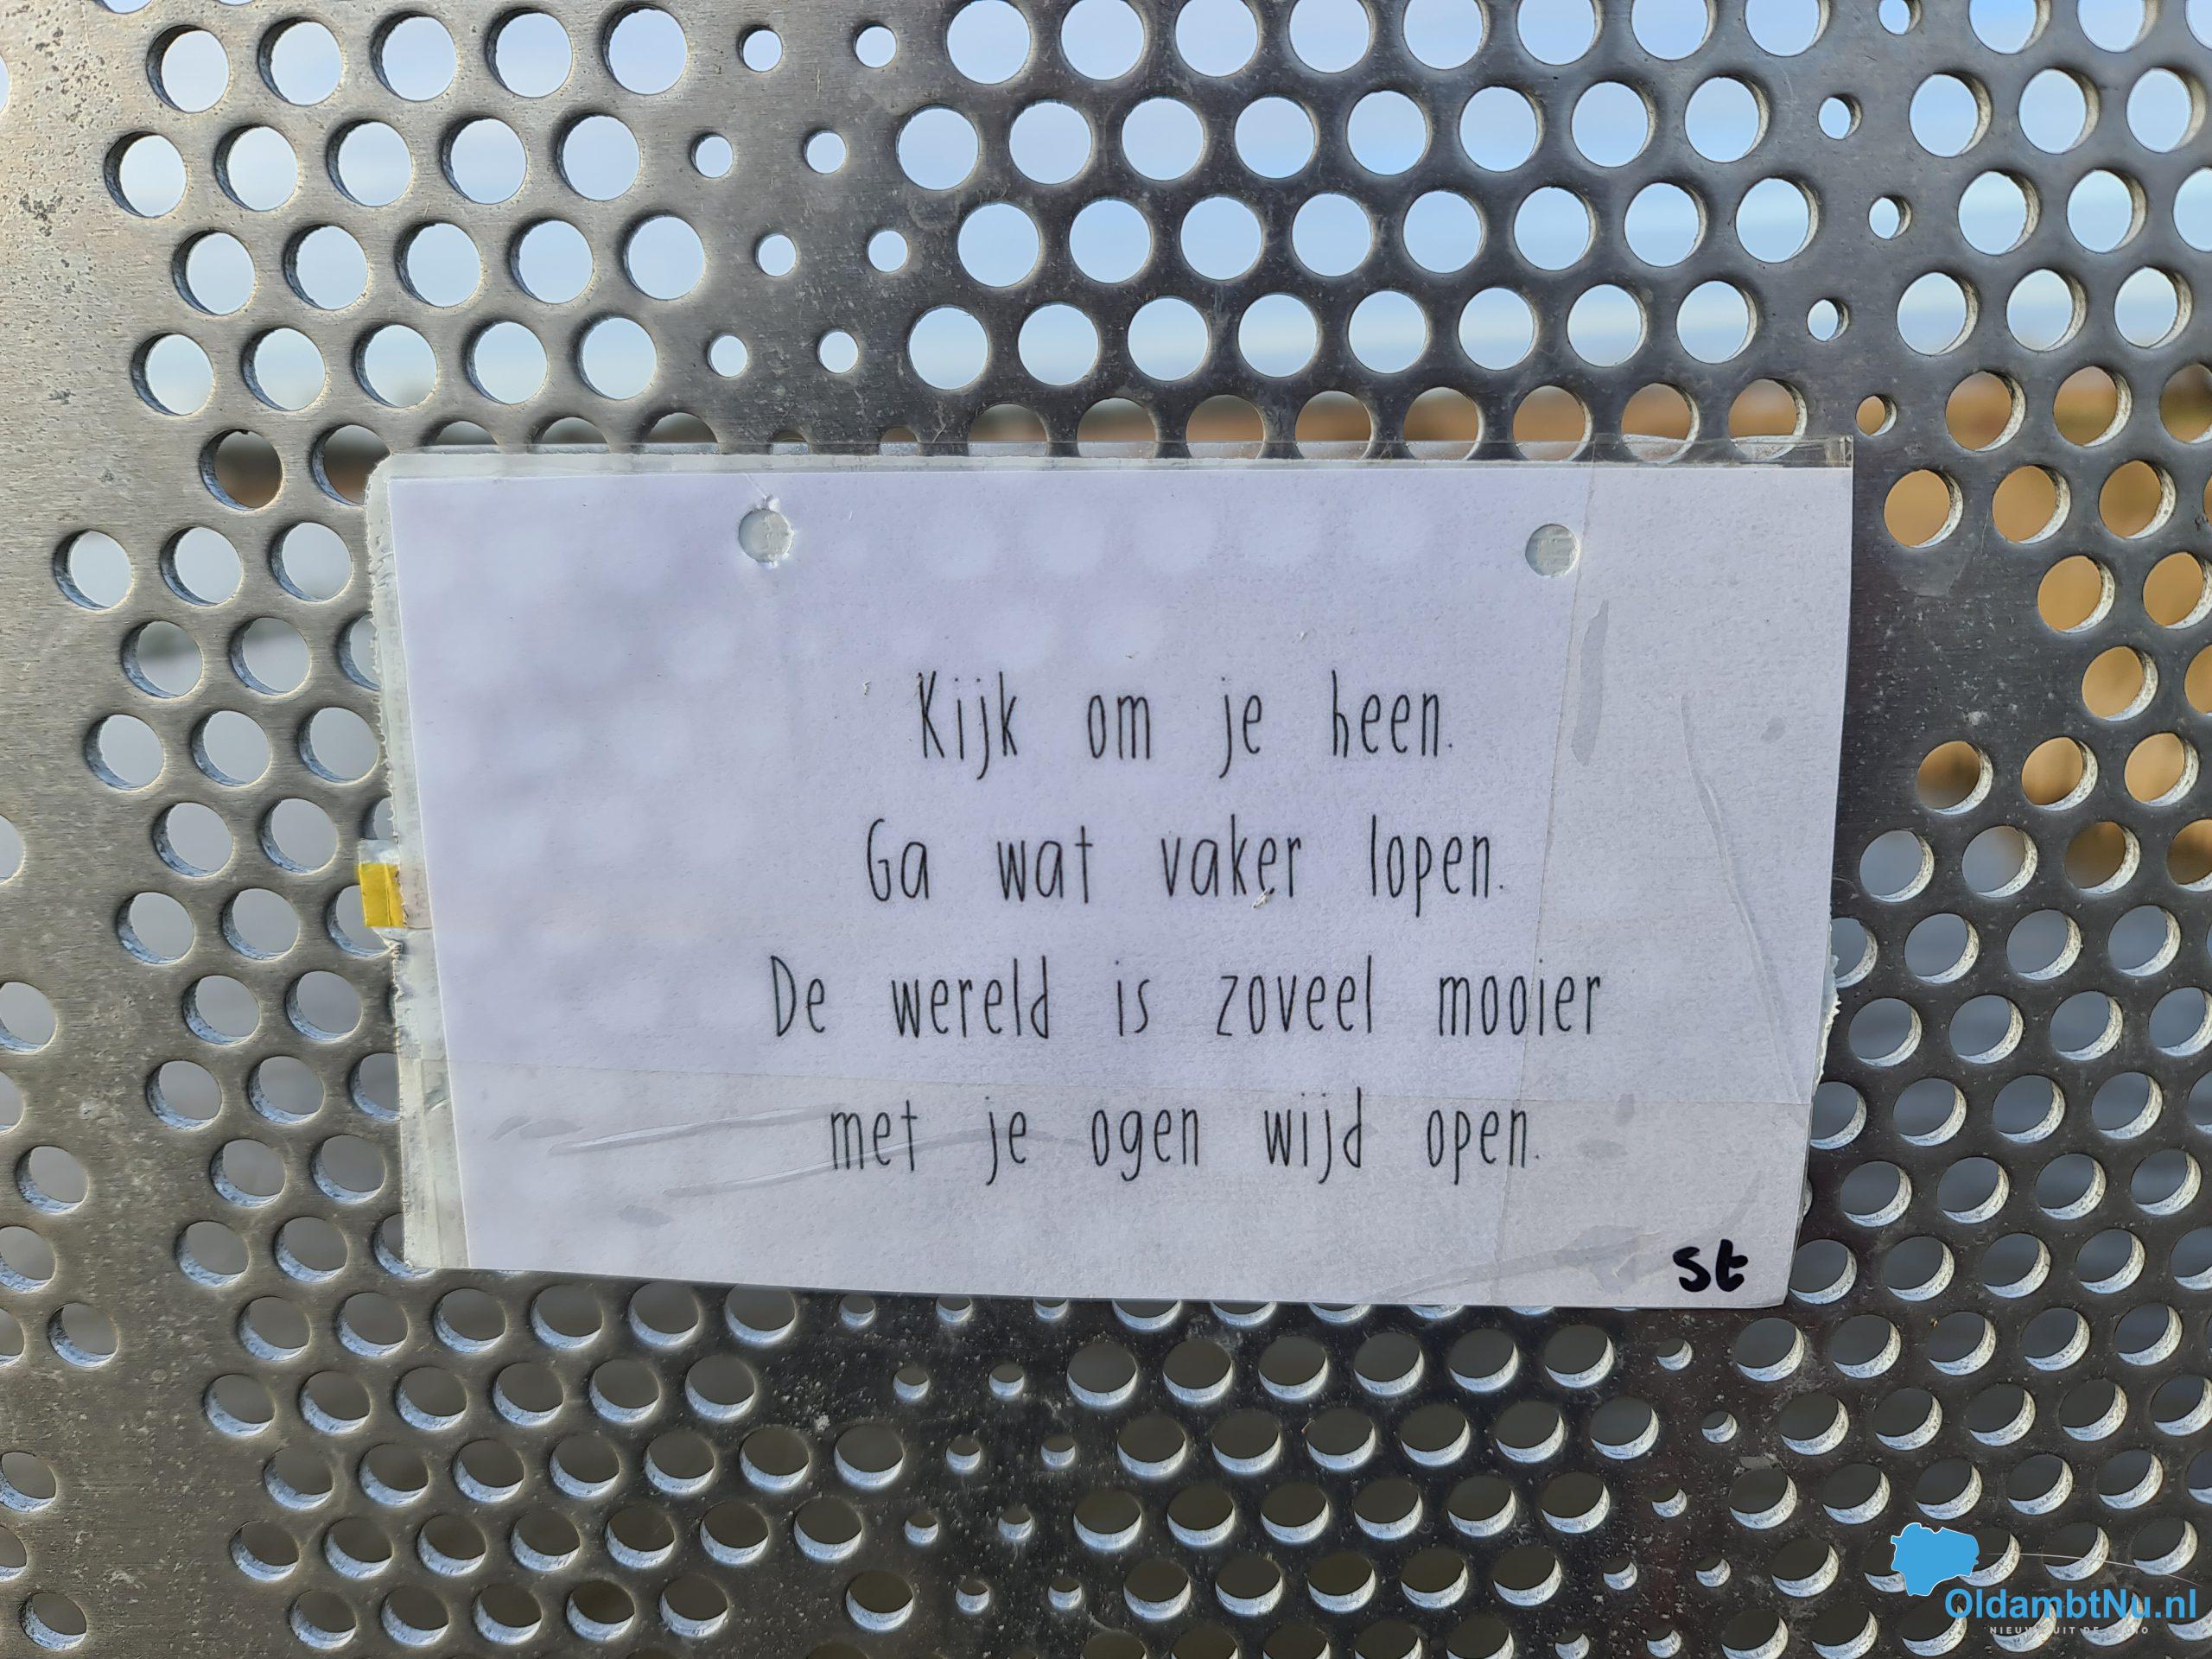 Kijk om je heen.
Ga wat vaker lopen.
De wereld is zoveel mooier
met je ogen wijd open.
st
OldambtNu.nl